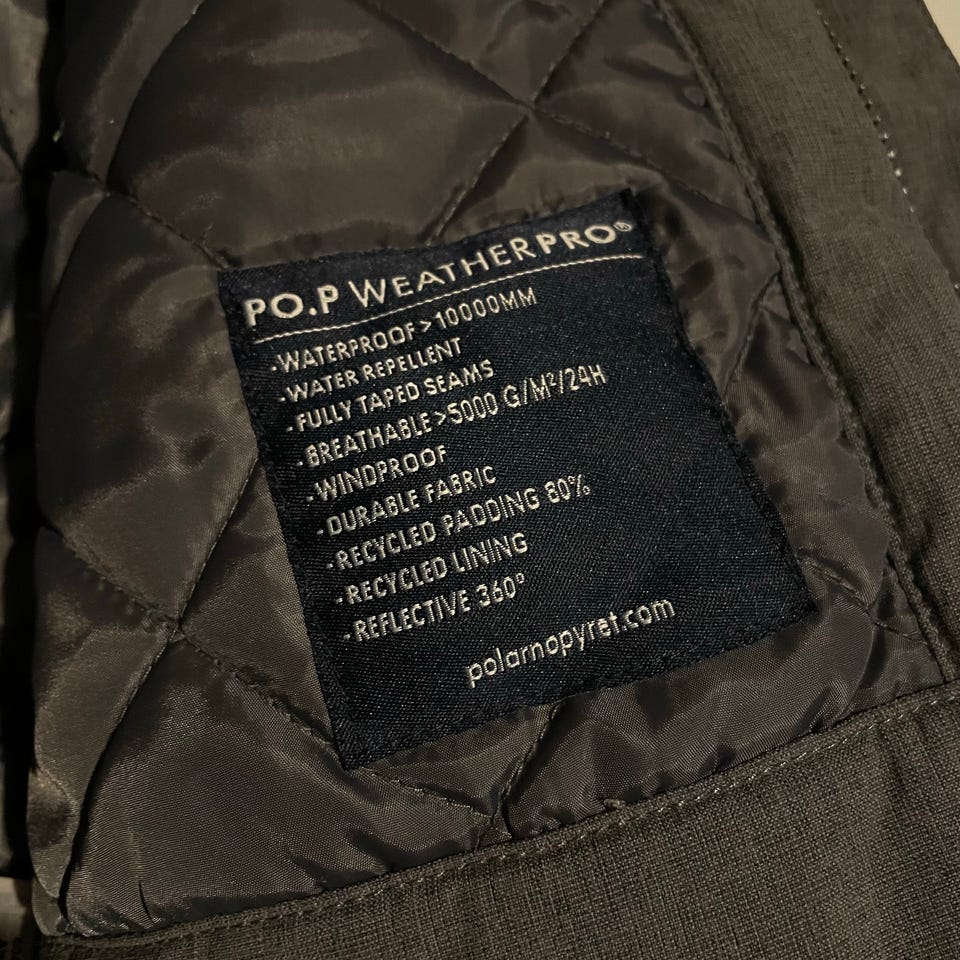 PO.P WEATHERPRO®
-WATERPROOF>10000MM
-WATER REPELLENT
-FULLY TAPED SEAMS
-BREATHABLE>5000 G/M²/24H
-WINDPROOF
-DURABLE FABRIC
-RECYCLED PADDING 80%
-RECYCLED LINING
-REFLECTIVE 360°
polarnopyret.com